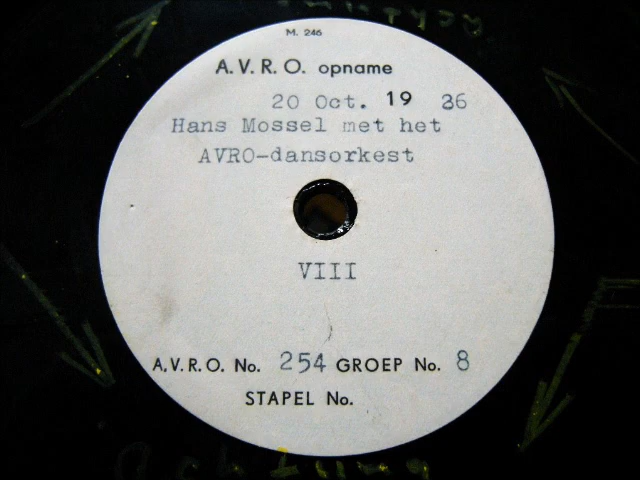 M. 246
A.V.R.O. opname
20 Oct. 19 36
Hans Mossel met het
AVRO-dansorkest
VIII
A.V.R.O. No. 254 GROEP No. 8
STAPEL No.
Achtung